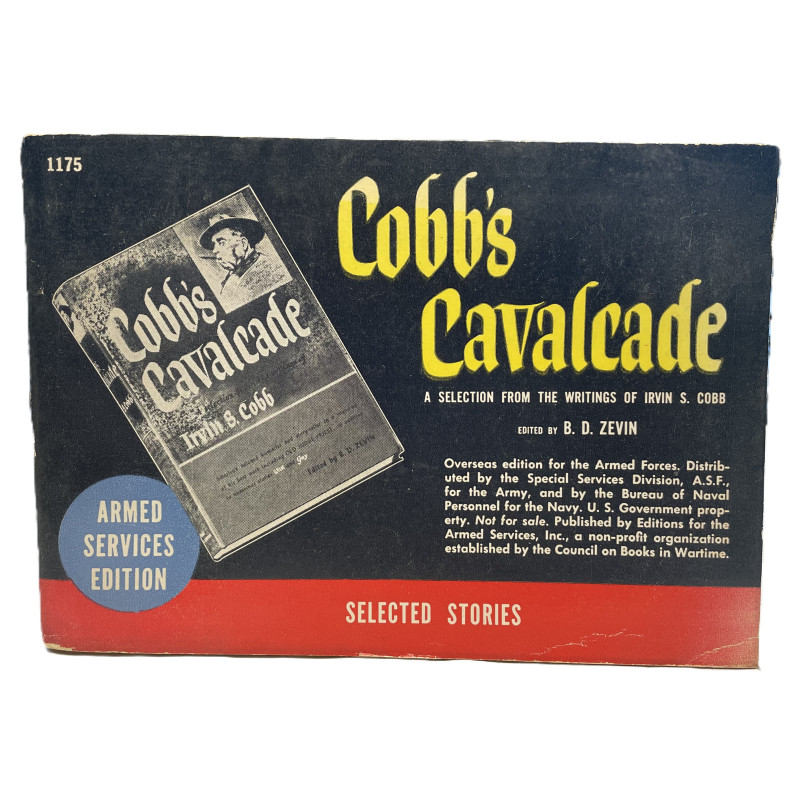 1175
Cobb's
Cavalcade
A SELECTION FROM THE WRITINGS OF IRVIN S. COBB
EDITED BY B. D. ZEVIN
Overseas edition for the Armed Forces. Distrib-
uted by the Special Services Division, A.S.F.,
for the Army, and by the Bureau of Naval
Personnel for the Navy. U. S. Government prop-
erty. Not for sale. Published by Editions for the
Armed Services, Inc., a non-profit organization
established by the Council on Books in Wartime.
Cobb's
Cavalcade
Irvin S. Cobb
Edited by B. D. ZEVIN
ARMED
SERVICES
EDITION
SELECTED STORIES